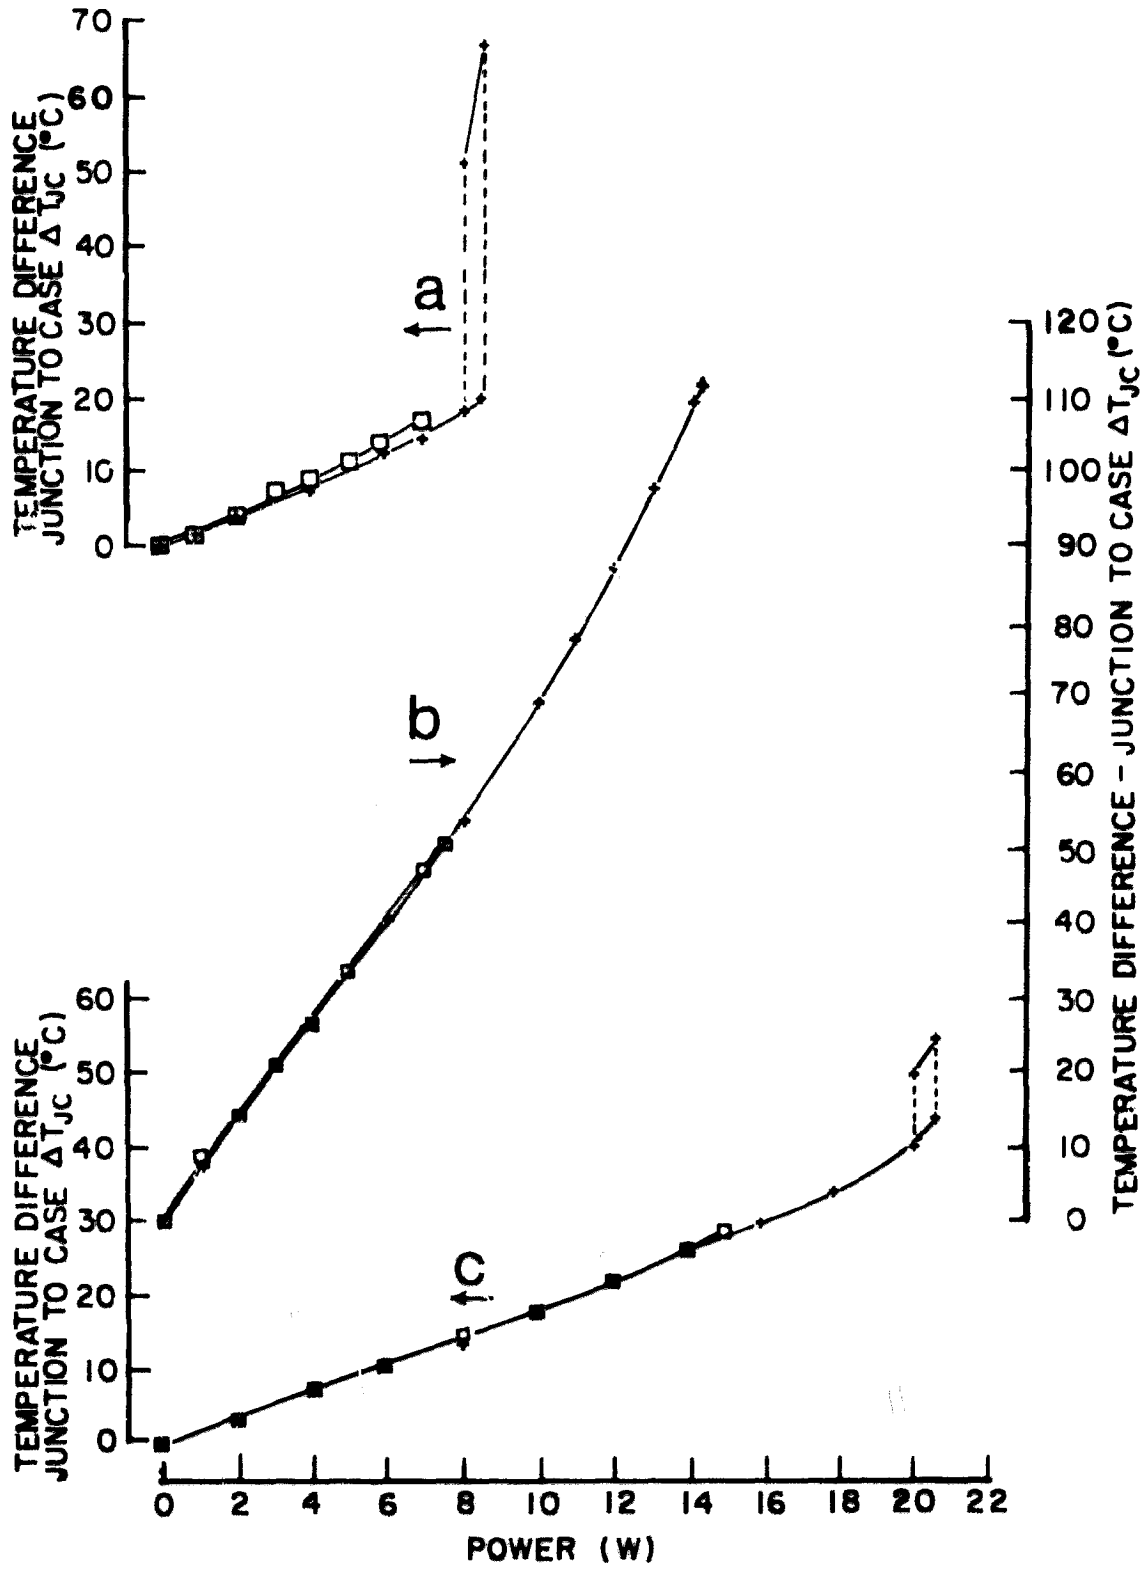 TEMPERATURE DIFFERENCE
JUNCTION TO CASE Δ TJC (°C)
70
60
50
40
30
20
10
0
a
b
c
120
110
100
90
80
70
60
50
40
30
20
10
0
TEMPERATURE DIFFERENCE - JUNCTION TO CASE ΔTJC (°C)
TEMPERATURE DIFFERENCE
JUNCTION TO CASE ΔTJC (°C)
60
50
40
30
20
10
0
0 2 4 6 8 10 12 14 16 18 20 22
POWER (W)